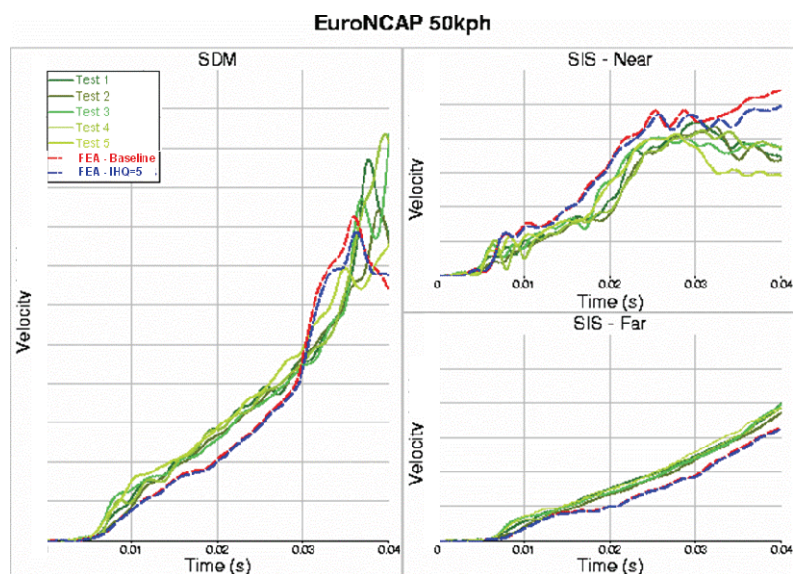 EuroNCAP 50kph
SDM
Test 1
Test 2
Test 3
Test 4
Test 5
FEA - Baseline
FEA - IHQ=5
Velocity
0.01
0.02
0.03
0.04
Time (s)
SIS - Near
Velocity
0
0.01
0.02
0.03
0.04
Time (s)
SIS - Far
Velocity
0
0.01
0.02
0.03
0.04
Time (s)